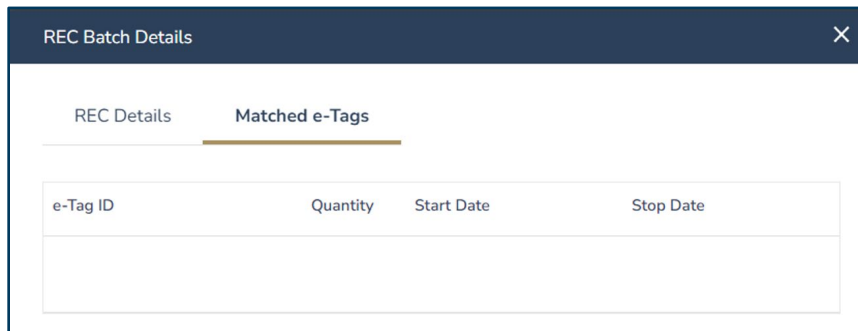 REC Batch Details
REC Details Matched e-Tags
e-Tag ID Quantity Start Date Stop Date